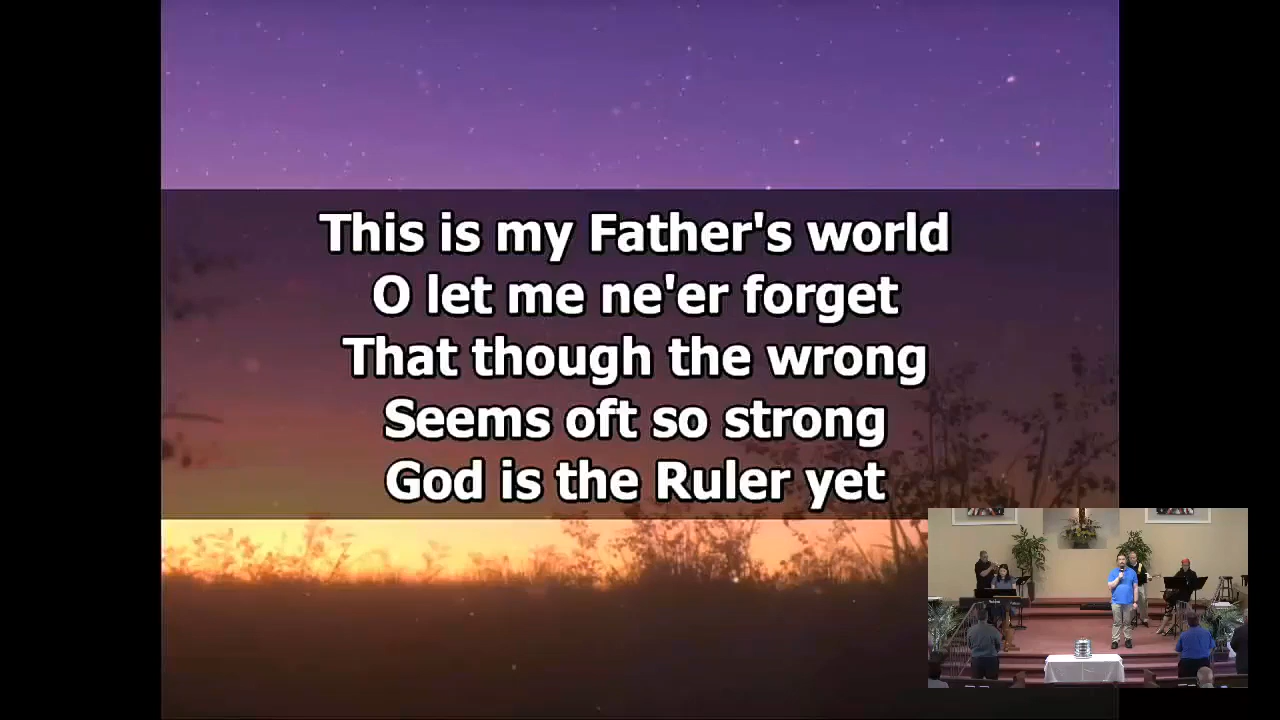 This is my Father's world
O let me ne'er forget
That though the wrong
Seems oft so strong
God is the Ruler yet